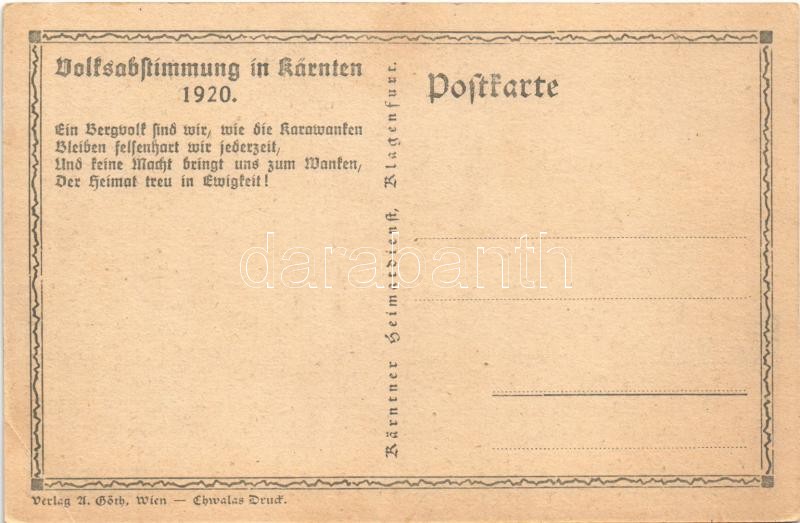 Volksabstimmung in Kärnten
1920.
Ein Bergvolk sind wir, wie die Karawanken
Bleiben felsenhart wir jederzeit,
Und keine Macht bringt uns zum Wanken,
Der Heimat treu in Ewigkeit!
Kärntner Heimatdienst, Klagenfurt.
Postkarte
darabanth
Verlag A. Göth, Wien — Chwalas Druck.